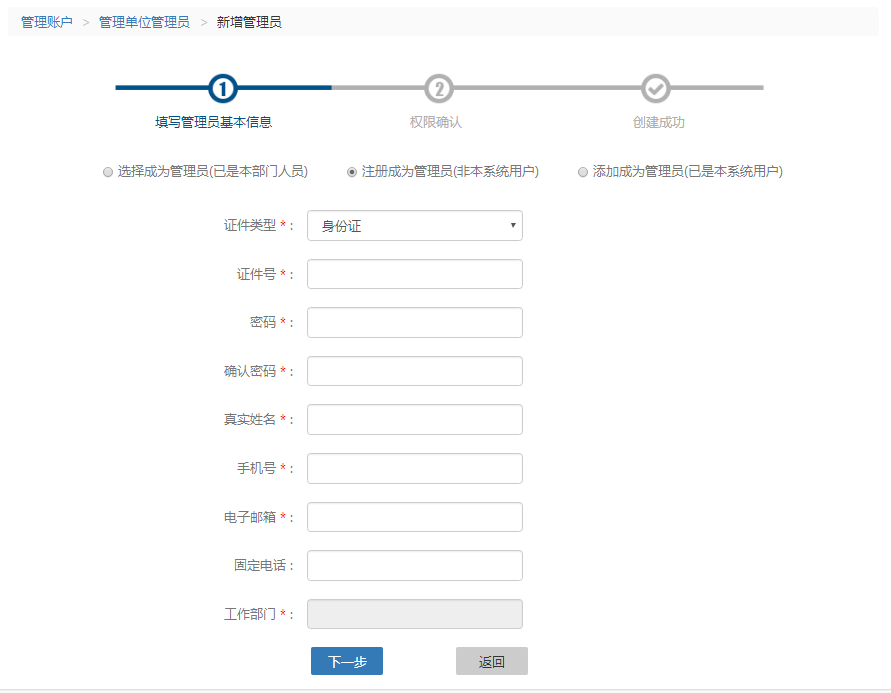 管理账户 > 管理单位管理员 > 新增管理员
1 2
填写管理员基本信息 权限确认 创建成功
选择成为管理员(已是本部门人员) 注册成为管理员(非本系统用户) 添加成为管理员(已是本系统用户)
证件类型 * : 身份证
证件号 * :
密码 * :
确认密码 * :
真实姓名 * :
手机号 * :
电子邮箱 * :
固定电话 :
工作部门 * :
下一步 返回